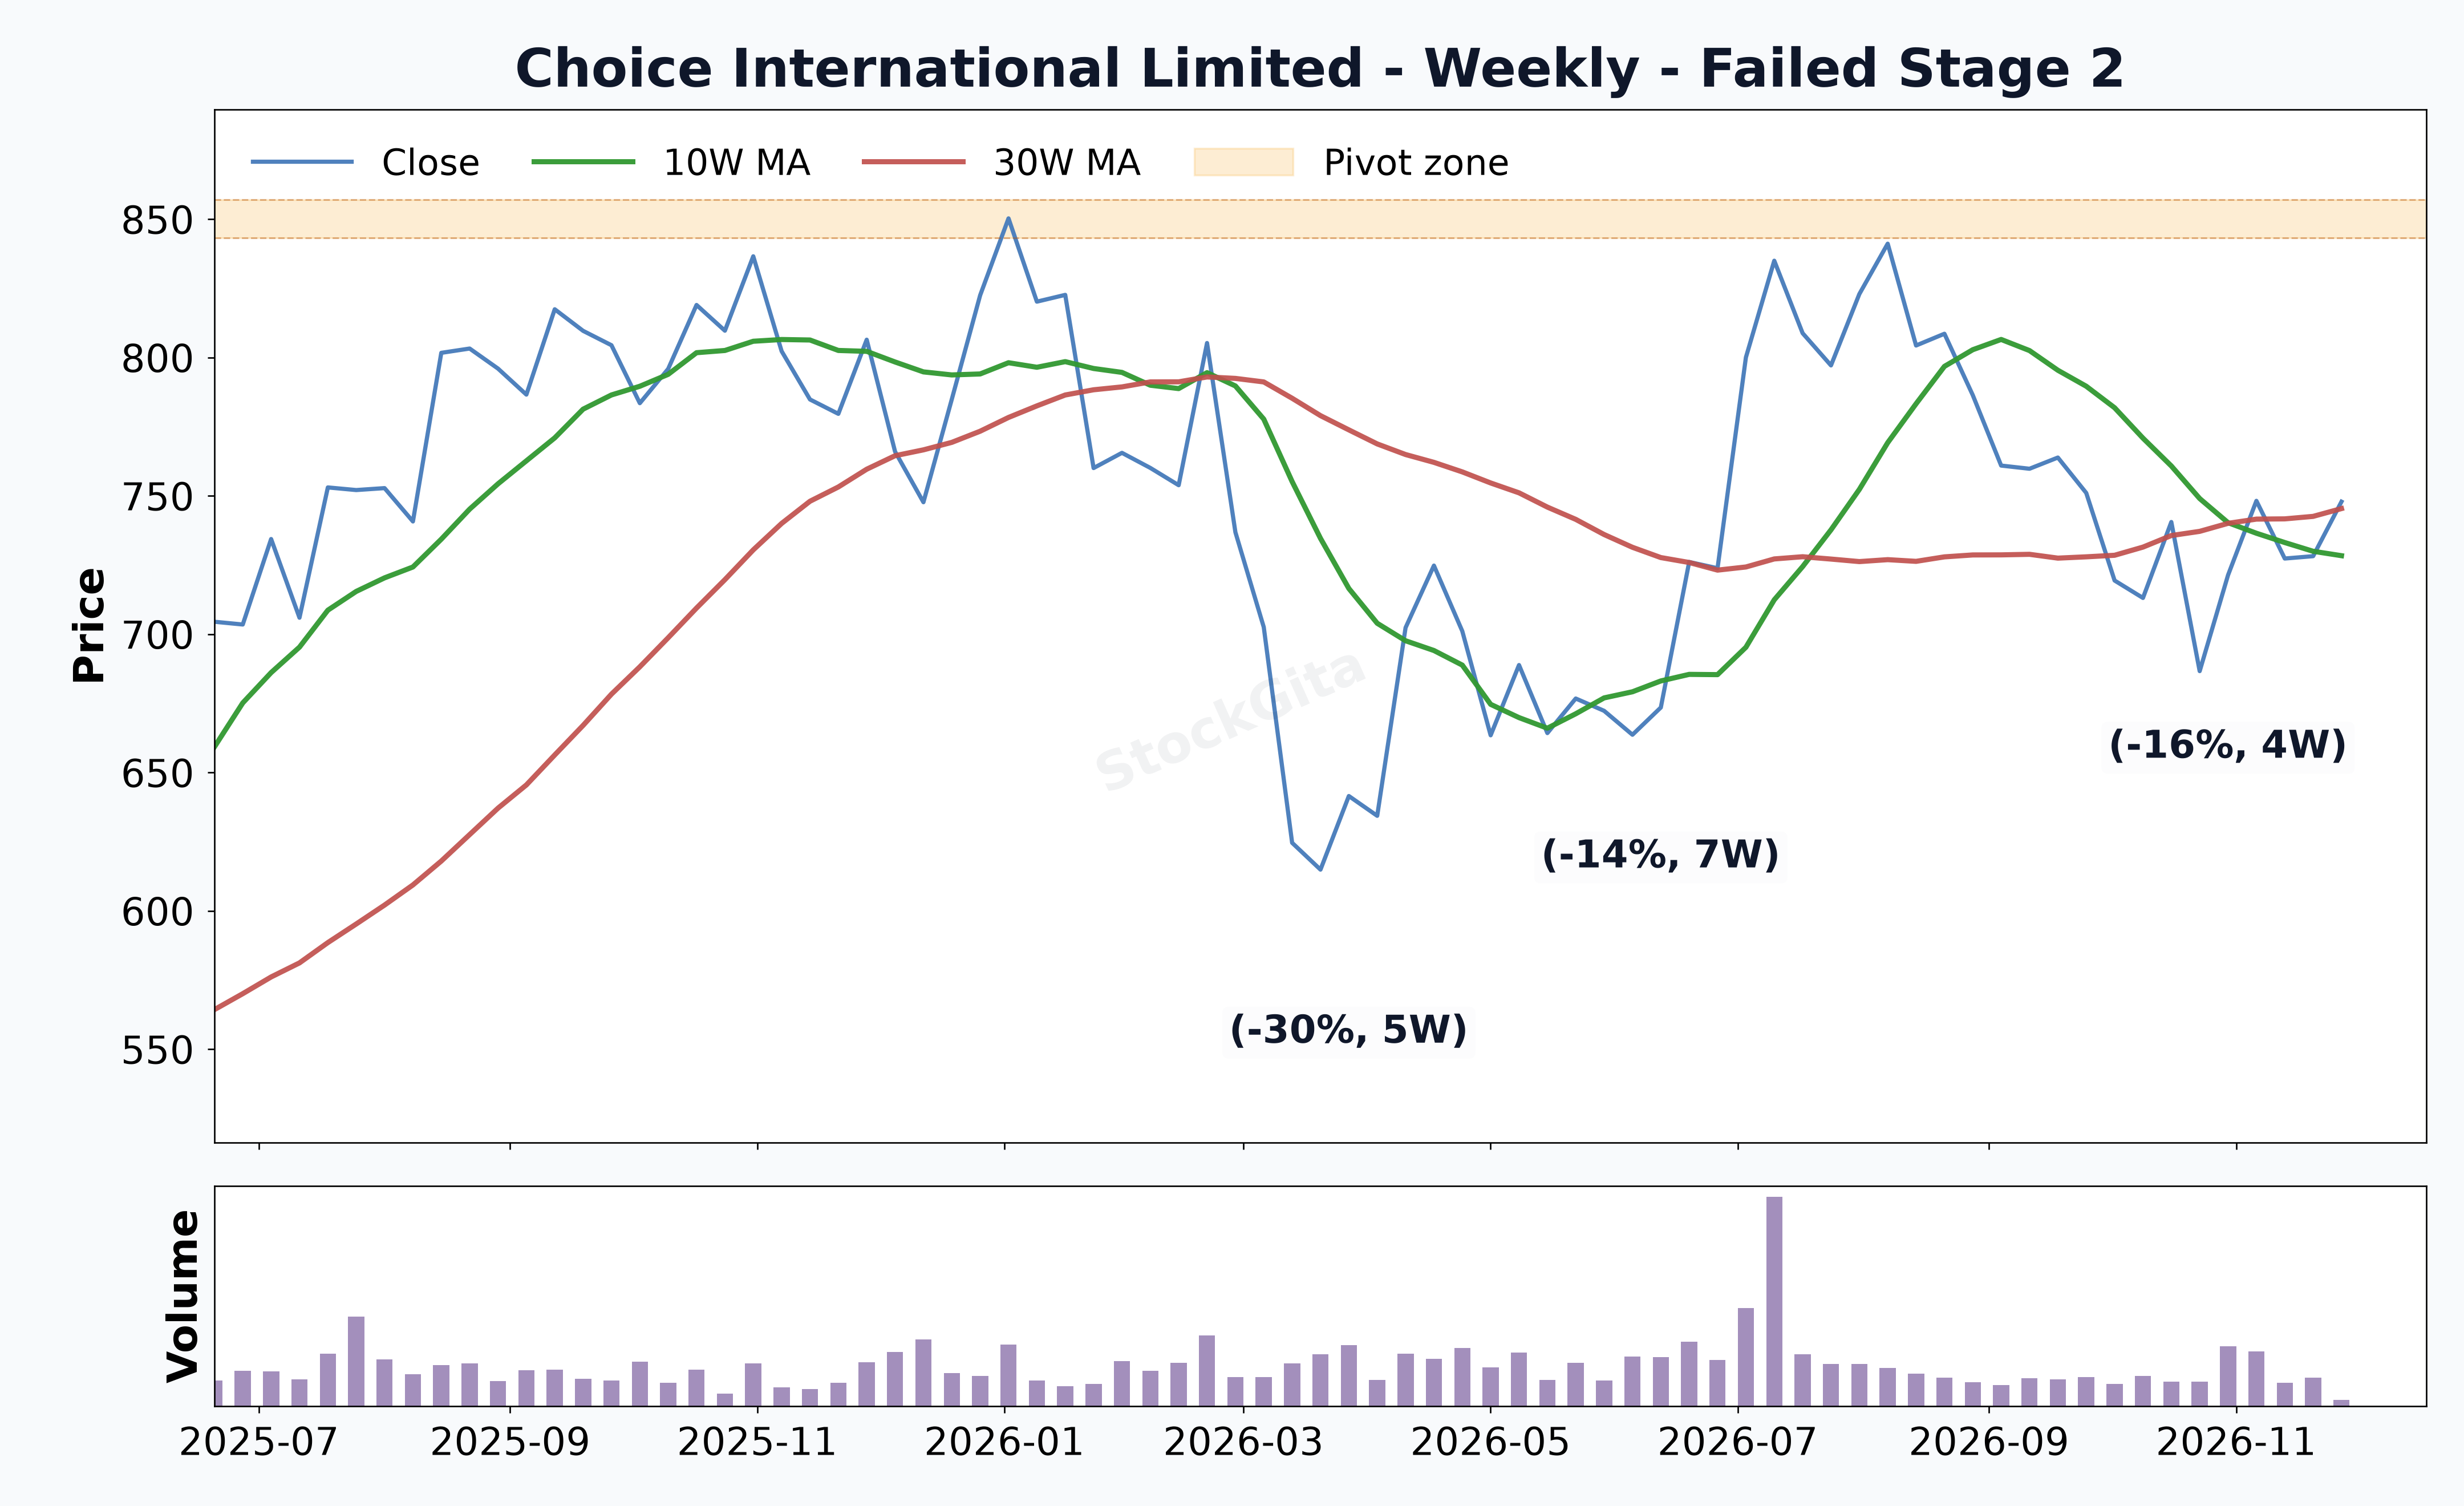 Choice International Limited - Weekly - Failed Stage 2
Close 10W MA 30W MA Pivot zone
850
800
750
700
650
600
550
Price
StockGita
(-16%, 4W)
(-14%, 7W)
(-30%, 5W)
Volume
2025-07 2025-09 2025-11 2026-01 2026-03 2026-05 2026-07 2026-09 2026-11